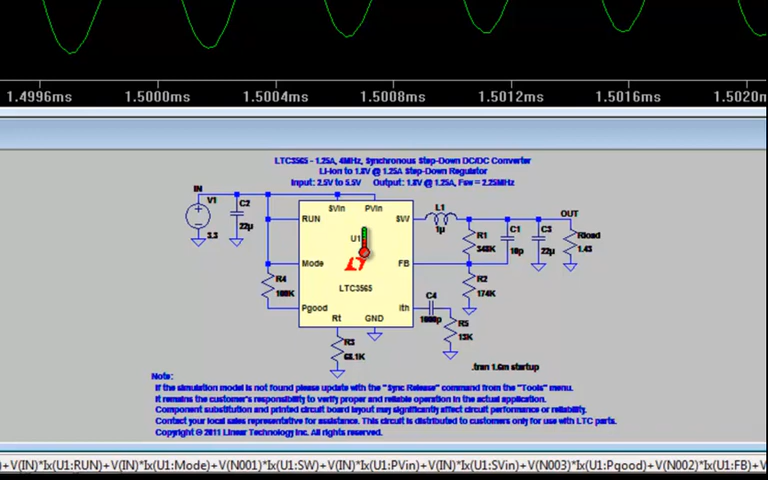 1.4996ms 1.5000ms 1.5004ms 1.5008ms 1.5012ms 1.5016ms 1.5020m
LTC3565 - 1.25A, 4MHz, Synchronous Step-Down DC/DC Converter
Li-Ion to 1.8V @ 1.25A Step-Down Regulator
Input: 2.5V to 5.5V Output: 1.8V @ 1.25A, Fsw = 2.25MHz
IN
V1
3.3
C2
22µ
SVin PVin
RUN
SW
L1
1µ
OUT
U1
R1
348K
C1
10p
C3
22µ
Rload
1.43
Mode
FB
R4
100K
LTC3565
R2
174K
Pgood
Ith
C4
1000p
Rt
GND
R5
13K
R3
68.1K
.tran 1.6m startup
Note:
If the simulation model is not found please update with the "Sync Release" command from the "Tools" menu.
It remains the customer's responsibility to verify proper and reliable operation in the actual application.
Component substitution and printed circuit board layout may significantly affect circuit performance or reliability.
Contact your local sales representative for assistance. This circuit is distributed to customers only for use with LTC parts.
Copyright © 2011 Linear Technology Inc. All rights reserved.
)+V(IN)*Ix(U1:RUN)+V(IN)*Ix(U1:Mode)+V(N001)*Ix(U1:SW)+V(IN)*Ix(U1:PVin)+V(IN)*Ix(U1:SVin)+V(N003)*Ix(U1:Pgood)+V(N002)*Ix(U1:FB)+V